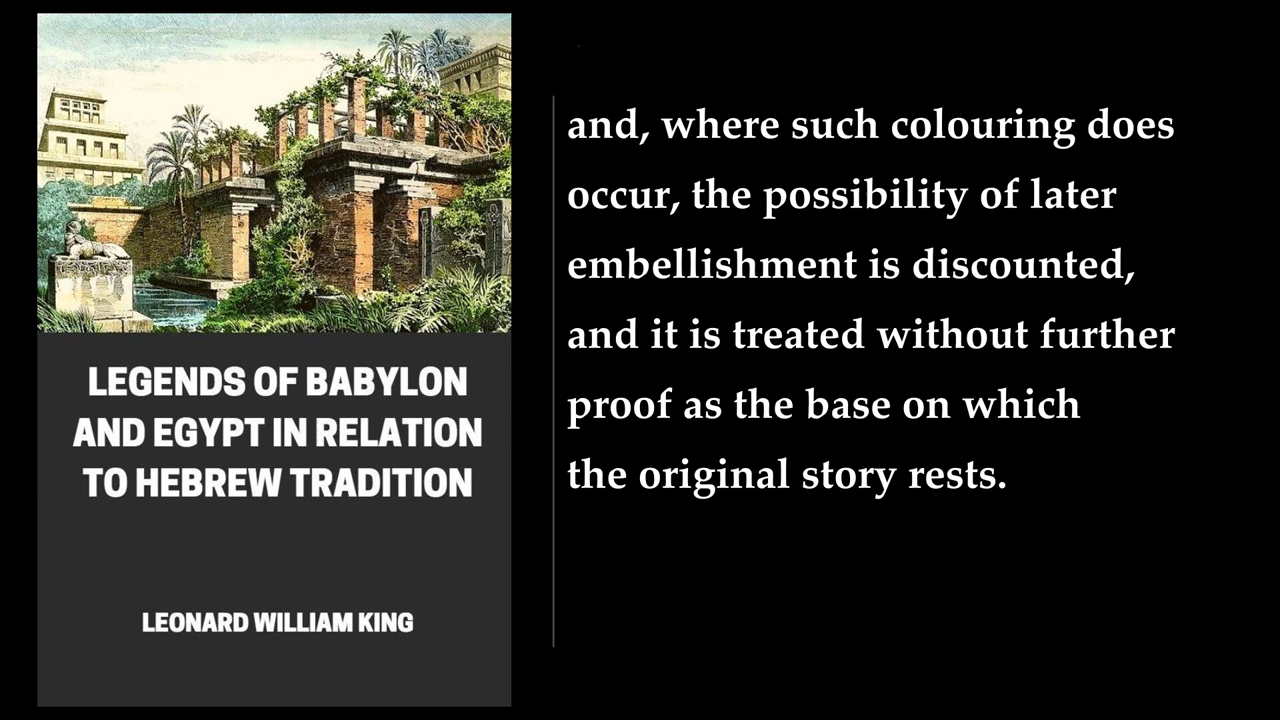 LEGENDS OF BABYLON
AND EGYPT IN RELATION
TO HEBREW TRADITION
LEONARD WILLIAM KING
and, where such colouring does
occur, the possibility of later
embellishment is discounted,
and it is treated without further
proof as the base on which
the original story rests.